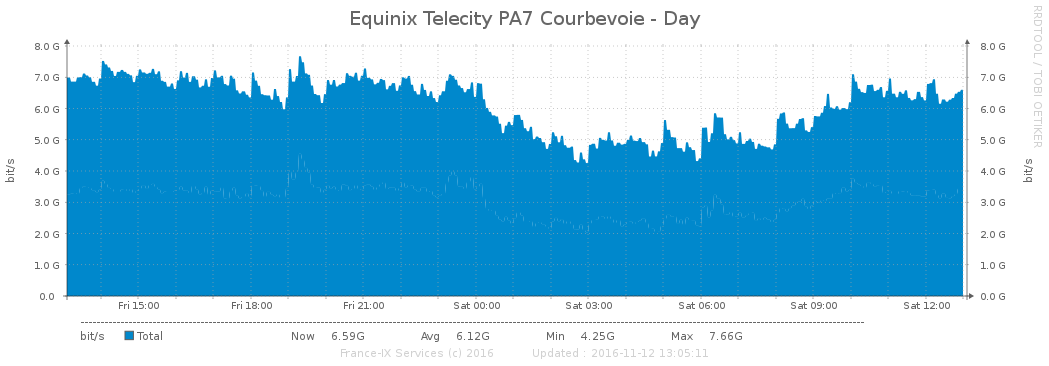 Equinix Telecity PA7 Courbevoie - Day
RRDTOOL / TOBI OETIKER
8.0 G 8.0 G
7.0 G 7.0 G
6.0 G 6.0 G
5.0 G 5.0 G
4.0 G 4.0 G
3.0 G 3.0 G
2.0 G 2.0 G
1.0 G 1.0 G
0.0 0.0 G
bit/s bit/s
Fri 15:00 Fri 18:00 Fri 21:00 Sat 00:00 Sat 03:00 Sat 06:00 Sat 09:00 Sat 12:00
bit/s Total Now 6.59G Avg 6.12G Min 4.25G Max 7.66G
France-IX Services (c) 2016 Updated : 2016-11-12 13:05:11